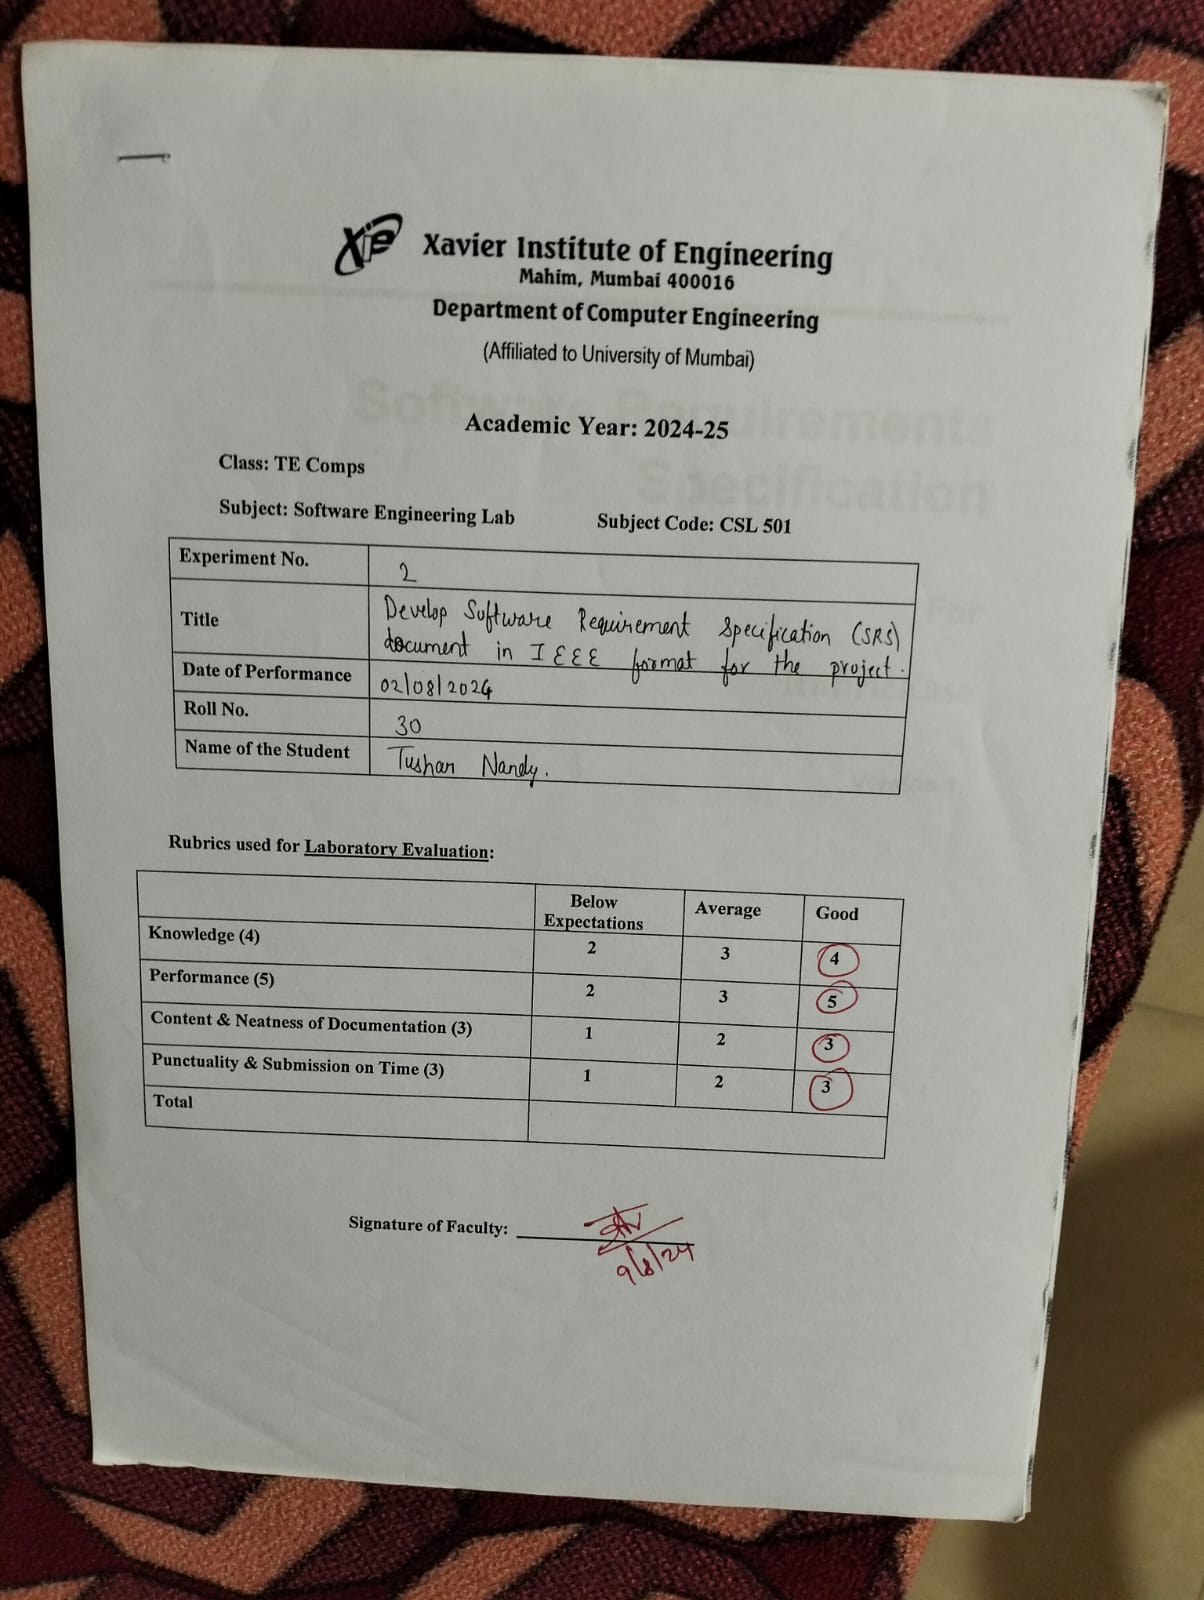 Xavier Institute of Engineering
Mahim, Mumbai 400016
Department of Computer Engineering
(Affiliated to University of Mumbai)
Academic Year: 2024-25
Class: TE Comps
Subject: Software Engineering Lab Subject Code: CSL 501
Experiment No. 2
Title Develop Software Requirement Specification (SRS)
document in IEEE format for the project.
Date of Performance 02/08/2024
Roll No. 30
Name of the Student Tushar Nandy.
Rubrics used for Laboratory Evaluation:
Below Expectations Average Good
Knowledge (4) 2 3 4
Performance (5) 2 3 5
Content & Neatness of Documentation (3) 1 2 3
Punctuality & Submission on Time (3) 1 2 3
Total
Signature of Faculty:
9/8/24
Software Requirements
Specification
For